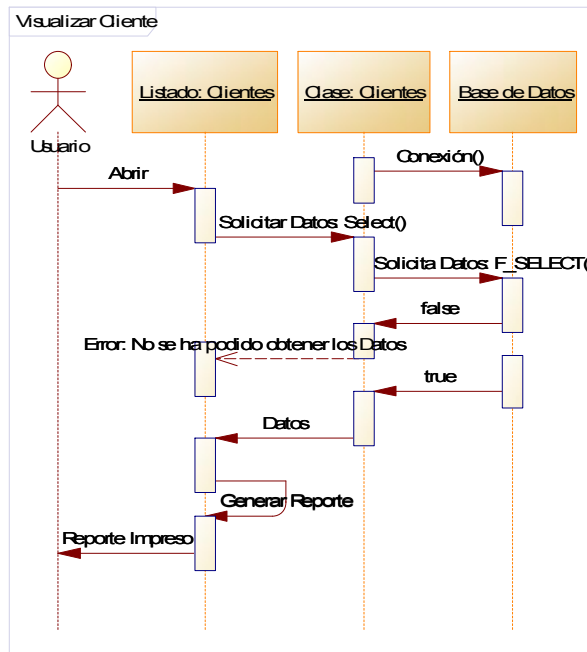 Visualizar Cliente
Listado: Clientes
Clase: Clientes
Base de Datos
Usuario
Conexión()
Abrir
Solicitar Datos: Select()
Solicita Datos: F_SELECT(
false
Error: No se ha podido obtener los Datos
true
Datos
Generar Reporte
Reporte Impreso